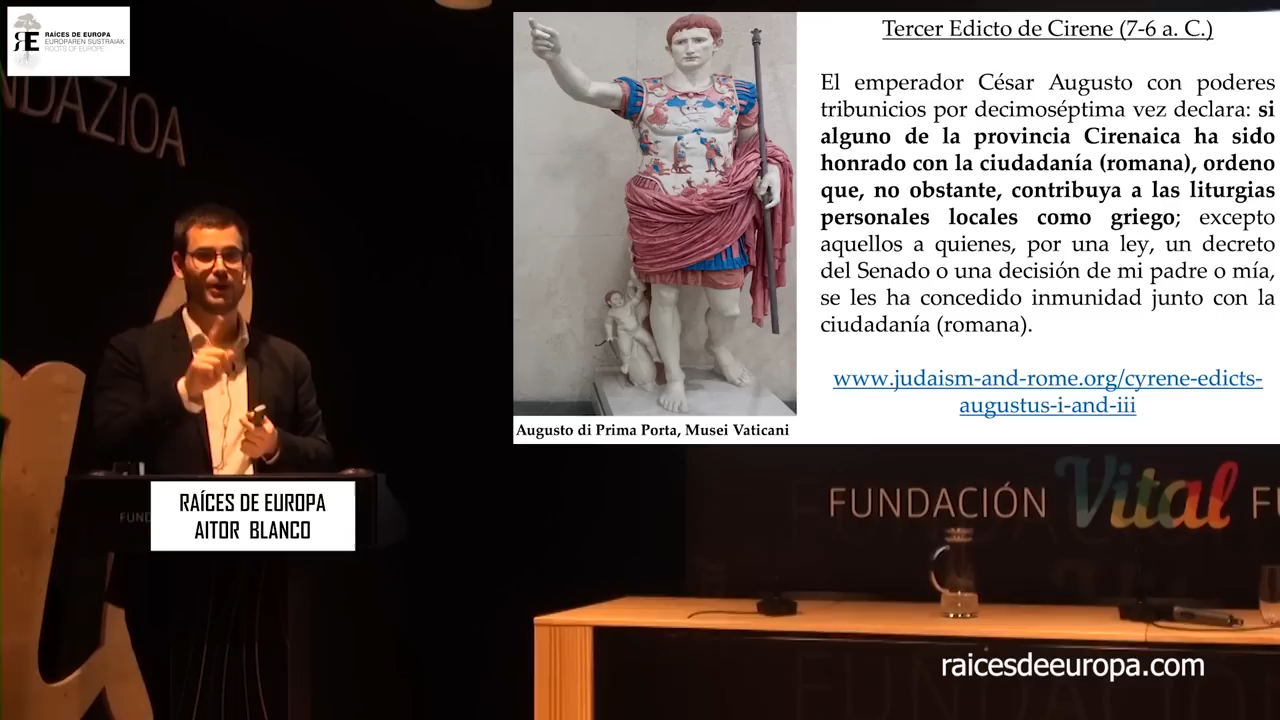 RAÍCES DE EUROPA
EUROPAREN SUSTRAIAK
ROOTS OF EUROPE
NDAZIOA
Tercer Edicto de Cirene (7-6 a. C.)
El emperador César Augusto con poderes
tribunicios por decimoséptima vez declara: si
alguno de la provincia Cirenaica ha sido
honrado con la ciudadanía (romana), ordeno
que, no obstante, contribuya a las liturgias
personales locales como griego; excepto
aquellos a quienes, por una ley, un decreto
del Senado o una decisión de mi padre o mía,
se les ha concedido inmunidad junto con la
ciudadanía (romana).
www.judaism-and-rome.org/cyrene-edicts-
augustus-i-and-iii
Augusto di Prima Porta, Musei Vaticani
FUND
RAÍCES DE EUROPA
AITOR BLANCO
FUNDACIÓN Vital F
raicesdeeuropa.com